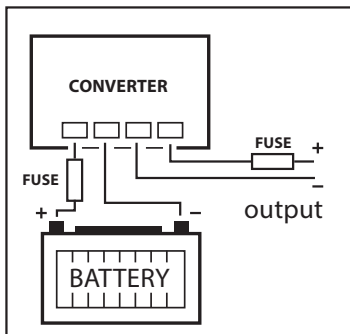 CONVERTER
FUSE
+
FUSE
−
+
−
output
BATTERY